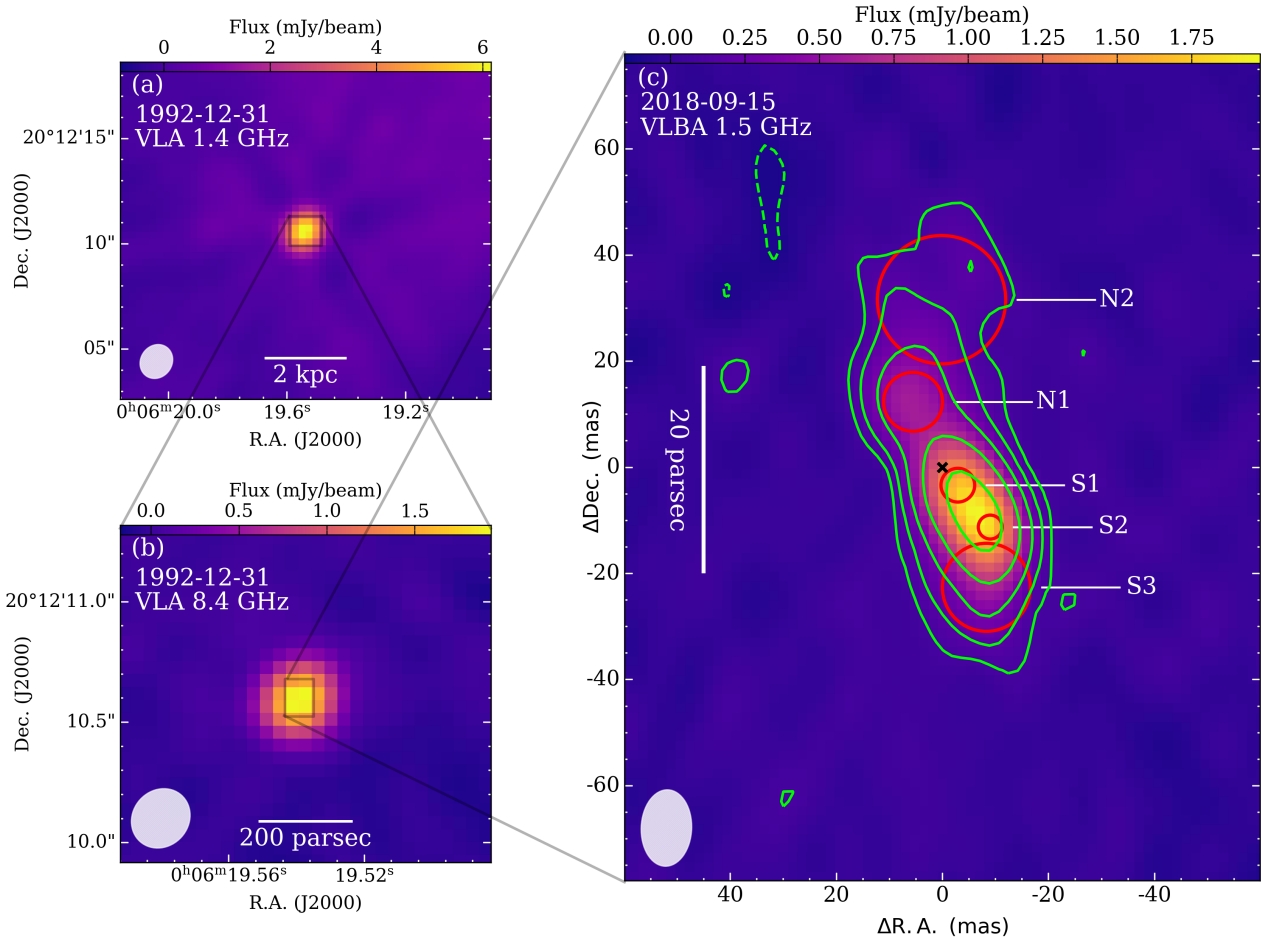 Flux (mJy/beam)
0 2 4 6
(a)
1992-12-31
VLA 1.4 GHz
20°12'15"
10"
05"
Dec. (J2000)
2 kpc
0ʰ06ᵐ20.0ˢ 19.6ˢ 19.2ˢ
R.A. (J2000)
Flux (mJy/beam)
0.0 0.5 1.0 1.5
(b)
1992-12-31
VLA 8.4 GHz
20°12'11.0"
10.5"
10.0"
Dec. (J2000)
200 parsec
0ʰ06ᵐ19.56ˢ 19.52ˢ
R.A. (J2000)
Flux (mJy/beam)
0.00 0.25 0.50 0.75 1.00 1.25 1.50 1.75
(c)
2018-09-15
VLBA 1.5 GHz
60
40
20
0
-20
-40
-60
ΔDec. (mas)
20 parsec
N2
N1
S1
S2
S3
40 20 0 -20 -40
ΔR.A. (mas)